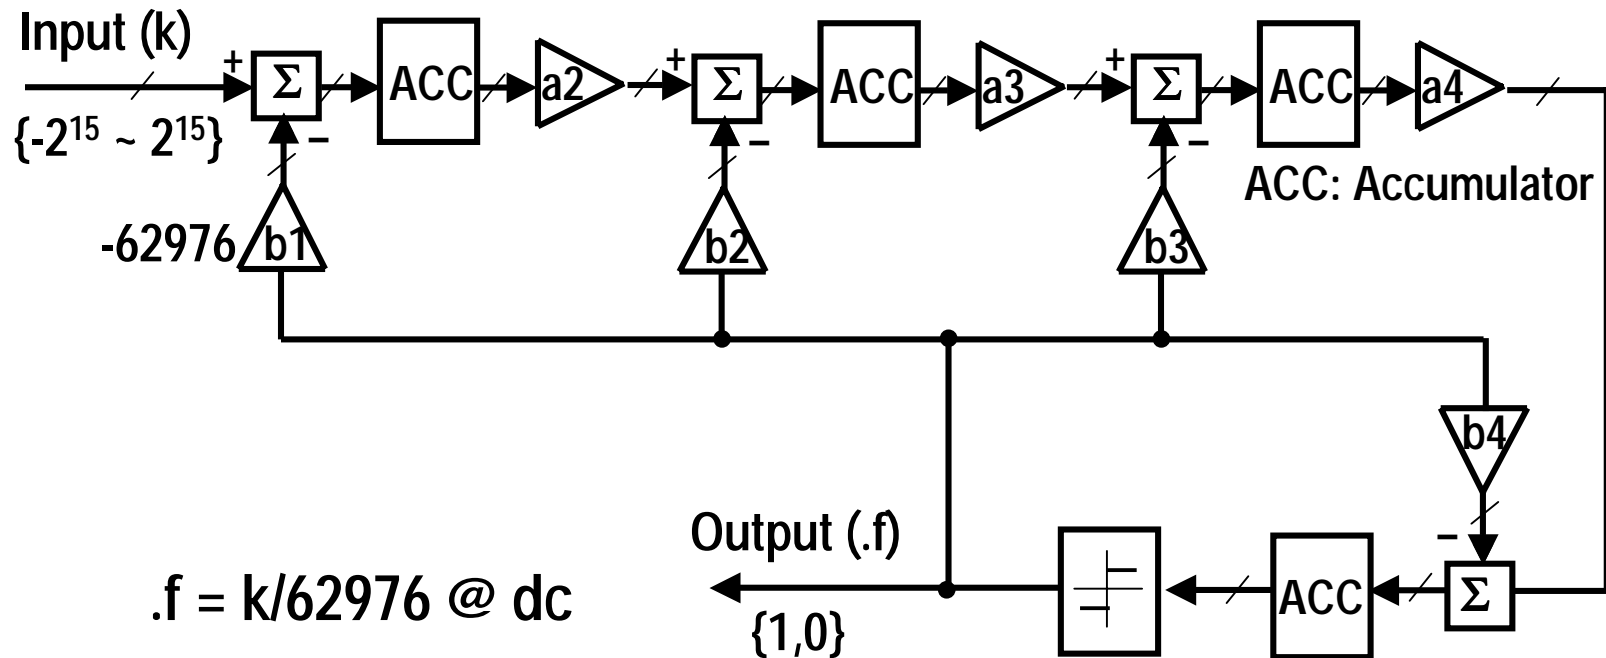 Input (k)
+
Σ
ACC
a2
+
Σ
ACC
a3
+
Σ
ACC
a4
{-2¹⁵ ~ 2¹⁵}
−
−
−
ACC: Accumulator
-62976
b1
b2
b3
b4
Output (.f)
−
.f = k/62976 @ dc
ACC
Σ
{1,0}